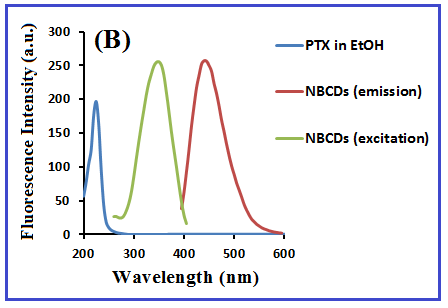 (B)
Fluorescence Intensity (a.u.)
300
250
200
150
100
50
0
200 300 400 500 600
Wavelength (nm)
PTX in EtOH
NBCDs (emission)
NBCDs (excitation)